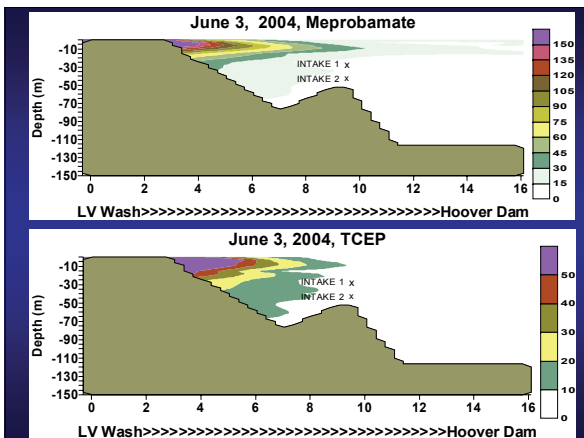 June 3, 2004, Meprobamate
Depth (m)
-10
-30
-50
-70
-90
-110
-130
-150
INTAKE 1 x
INTAKE 2 x
0 2 4 6 8 10 12 14 16
LV Wash>>>>>>>>>>>>>>>>>>>>>>>>>>>>>>>>>>>Hoover Dam
150
135
120
105
90
75
60
45
30
15
0
June 3, 2004, TCEP
Depth (m)
-10
-30
-50
-70
-90
-110
-130
-150
INTAKE 1 x
INTAKE 2 x
0 2 4 6 8 10 12 14 16
LV Wash>>>>>>>>>>>>>>>>>>>>>>>>>>>>>>>>>>>Hoover Dam
50
40
30
20
10
0